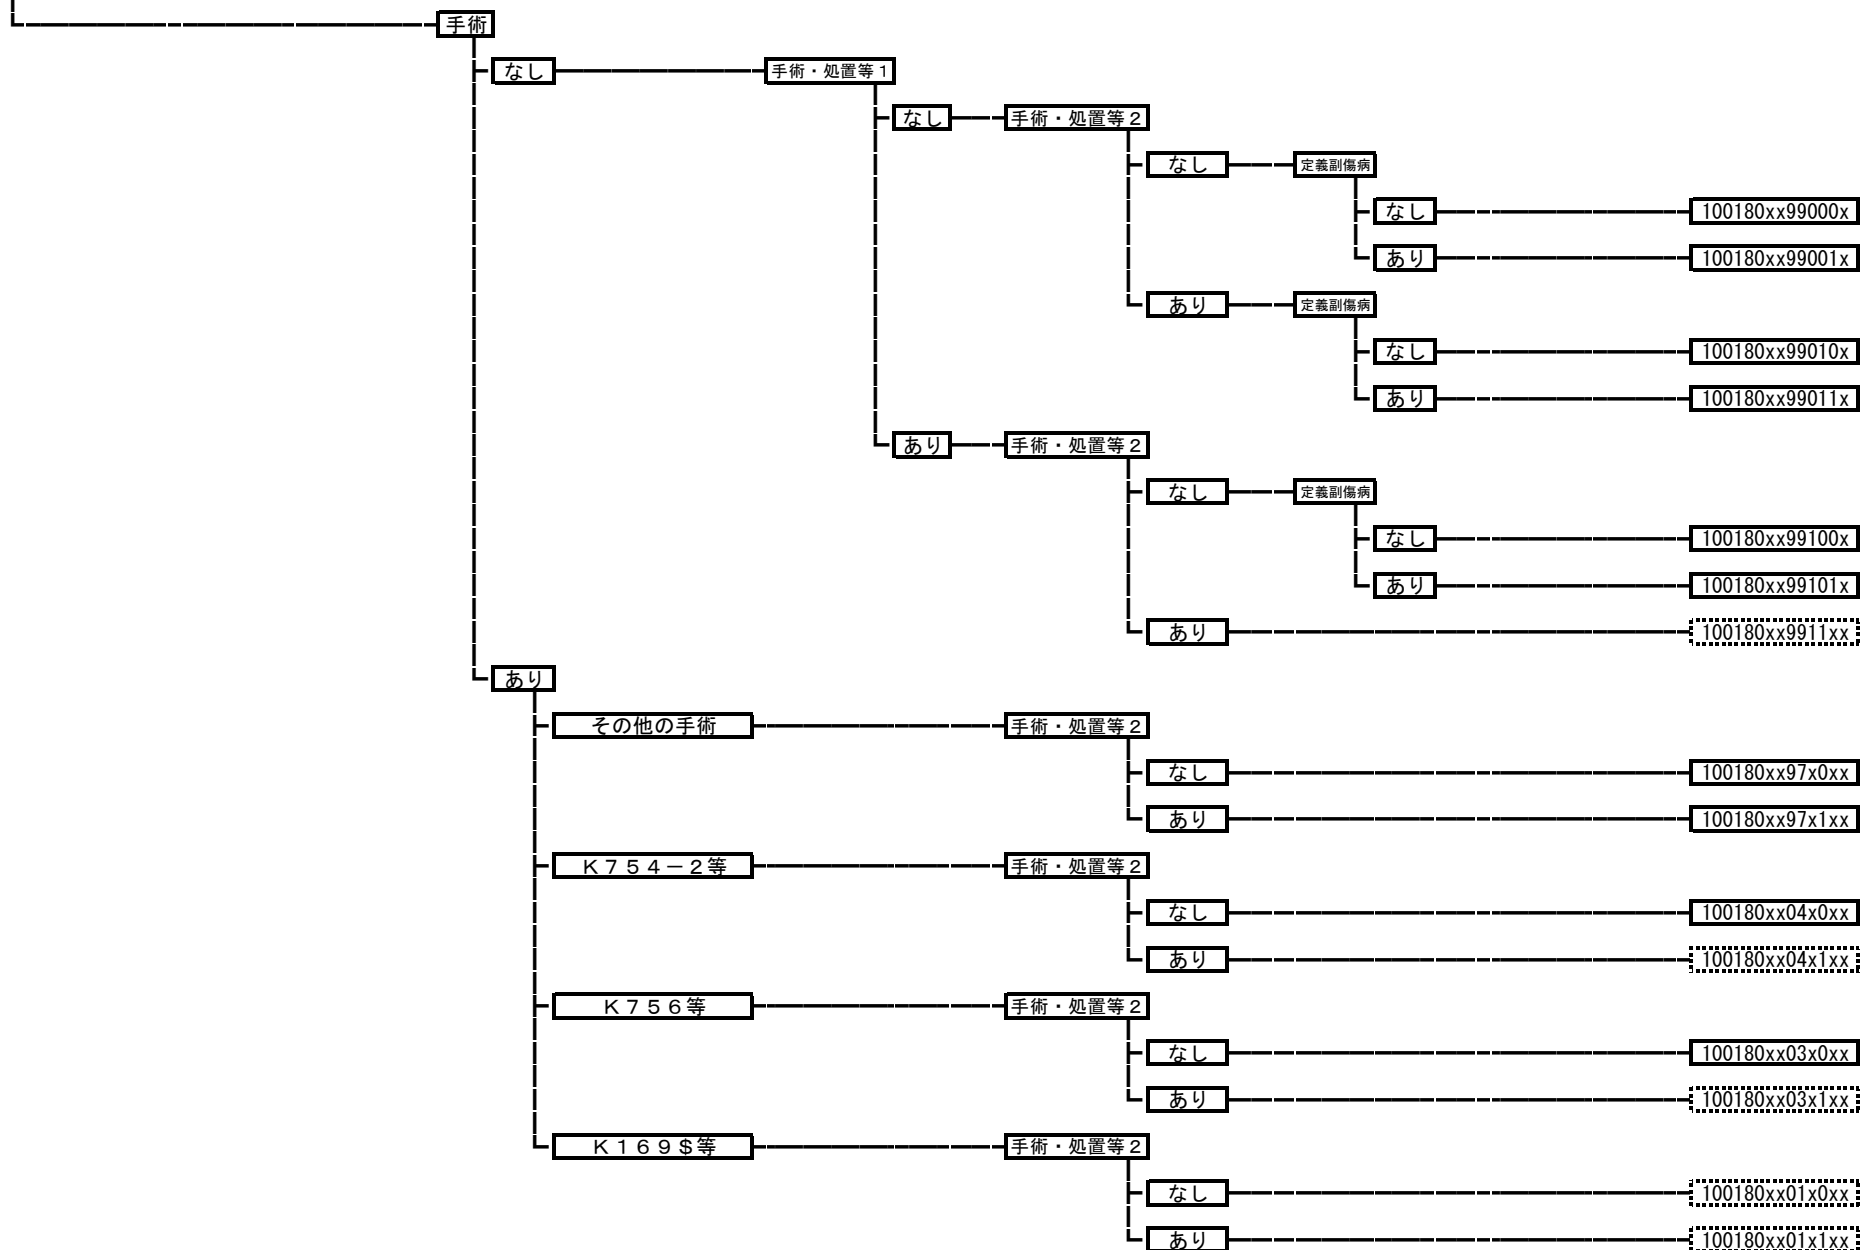 手術
なし 手術・処置等1
なし 手術・処置等2
なし 定義副傷病
なし 100180xx99000x
あり 100180xx99001x
あり 定義副傷病
なし 100180xx99010x
あり 100180xx99011x
あり 手術・処置等2
なし 定義副傷病
なし 100180xx99100x
あり 100180xx99101x
あり 100180xx9911xx
あり
その他の手術 手術・処置等2
なし 100180xx97x0xx
あり 100180xx97x1xx
K754-2等 手術・処置等2
なし 100180xx04x0xx
あり 100180xx04x1xx
K756等 手術・処置等2
なし 100180xx03x0xx
あり 100180xx03x1xx
K169$等 手術・処置等2
なし 100180xx01x0xx
あり 100180xx01x1xx